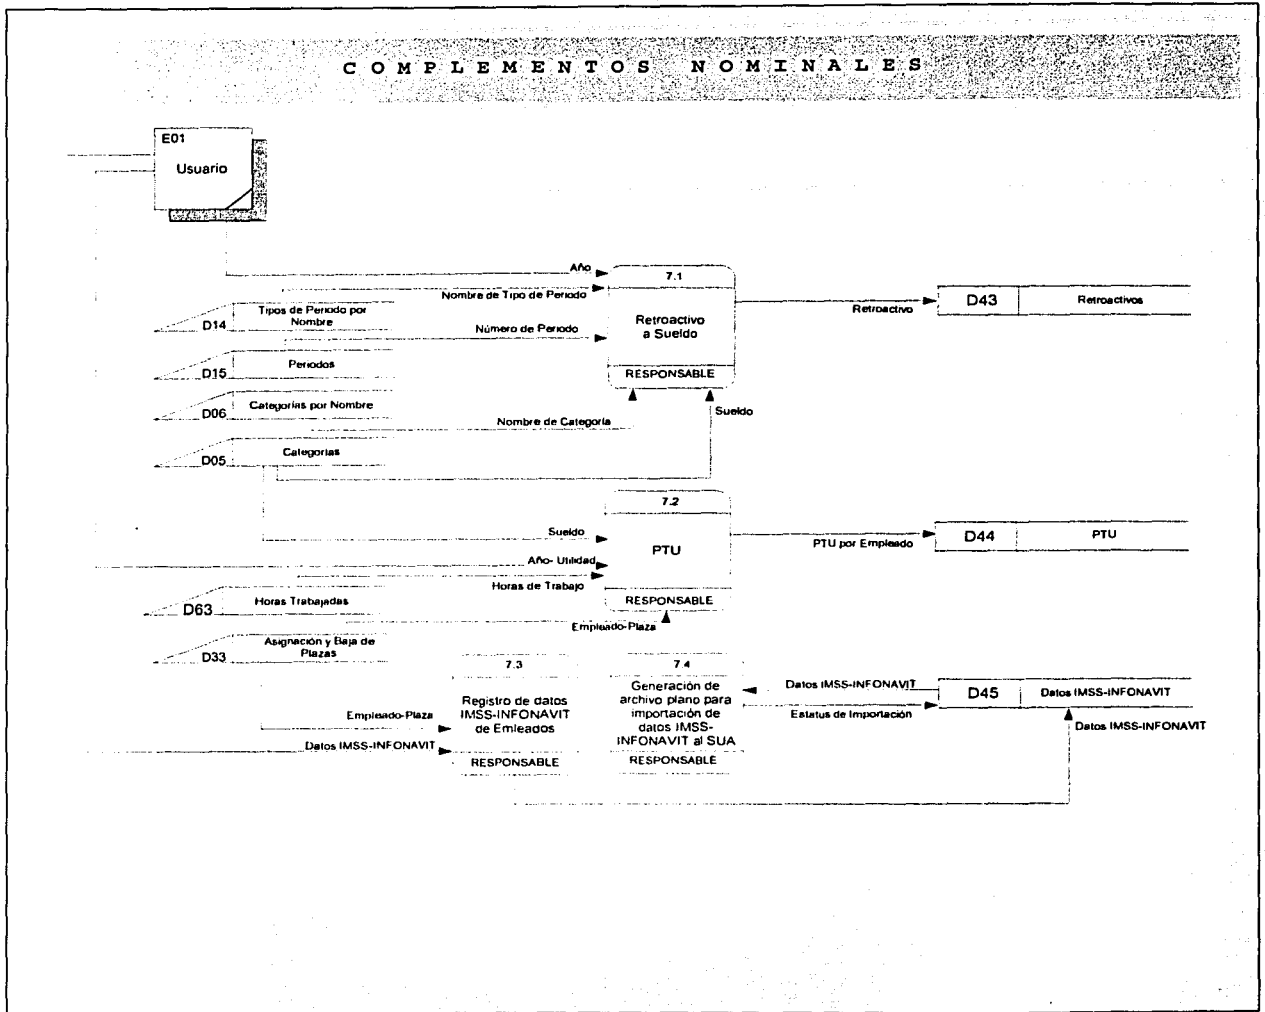 COMPLEMENTOS NOMINALES
E01
Usuario
Año
7.1
Nombre de Tipo de Periodo
D14
Tipos de Periodo por
Nombre
Retroactivo
a Sueldo
Retroactivo
D43
Retroactivos
Número de Periodo
D15
Periodos
RESPONSABLE
D06
Categorías por Nombre
Nombre de Categoría
Sueldo
D05
Categorias
7.2
Sueldo
PTU
PTU por Empleado
D44
PTU
Año- Utilidad
Horas de Trabajo
D63
Horas Trabajadas
RESPONSABLE
Empleado-Plaza
D33
Asignación y Baja de
Plazas
7.3
7.4
Registro de datos
IMSS-INFONAVIT
de Emleados
Generación de
archivo plano para
importación de
datos IMSS-
INFONAVIT al SUA
Datos IMSS-INFONAVIT
Estatus de Importación
D45
Datos IMSS-INFONAVIT
Datos IMSS-INFONAVIT
Empleado-Plaza
Datos IMSS-INFONAVIT
RESPONSABLE
RESPONSABLE